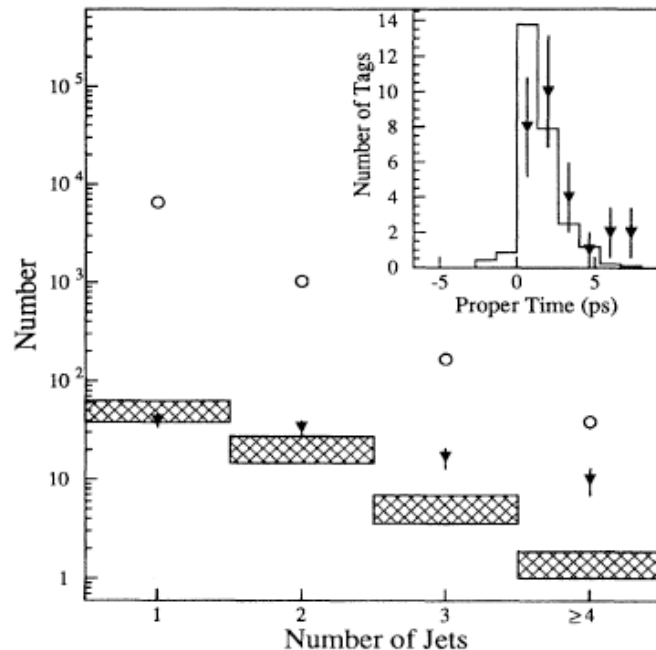 14
12
10
8
6
4
2
0
Number of Tags
-5 0 5
Proper Time (ps)
10^5
10^4
10^3
10^2
10
1
Number
1 2 3 ≥4
Number of Jets